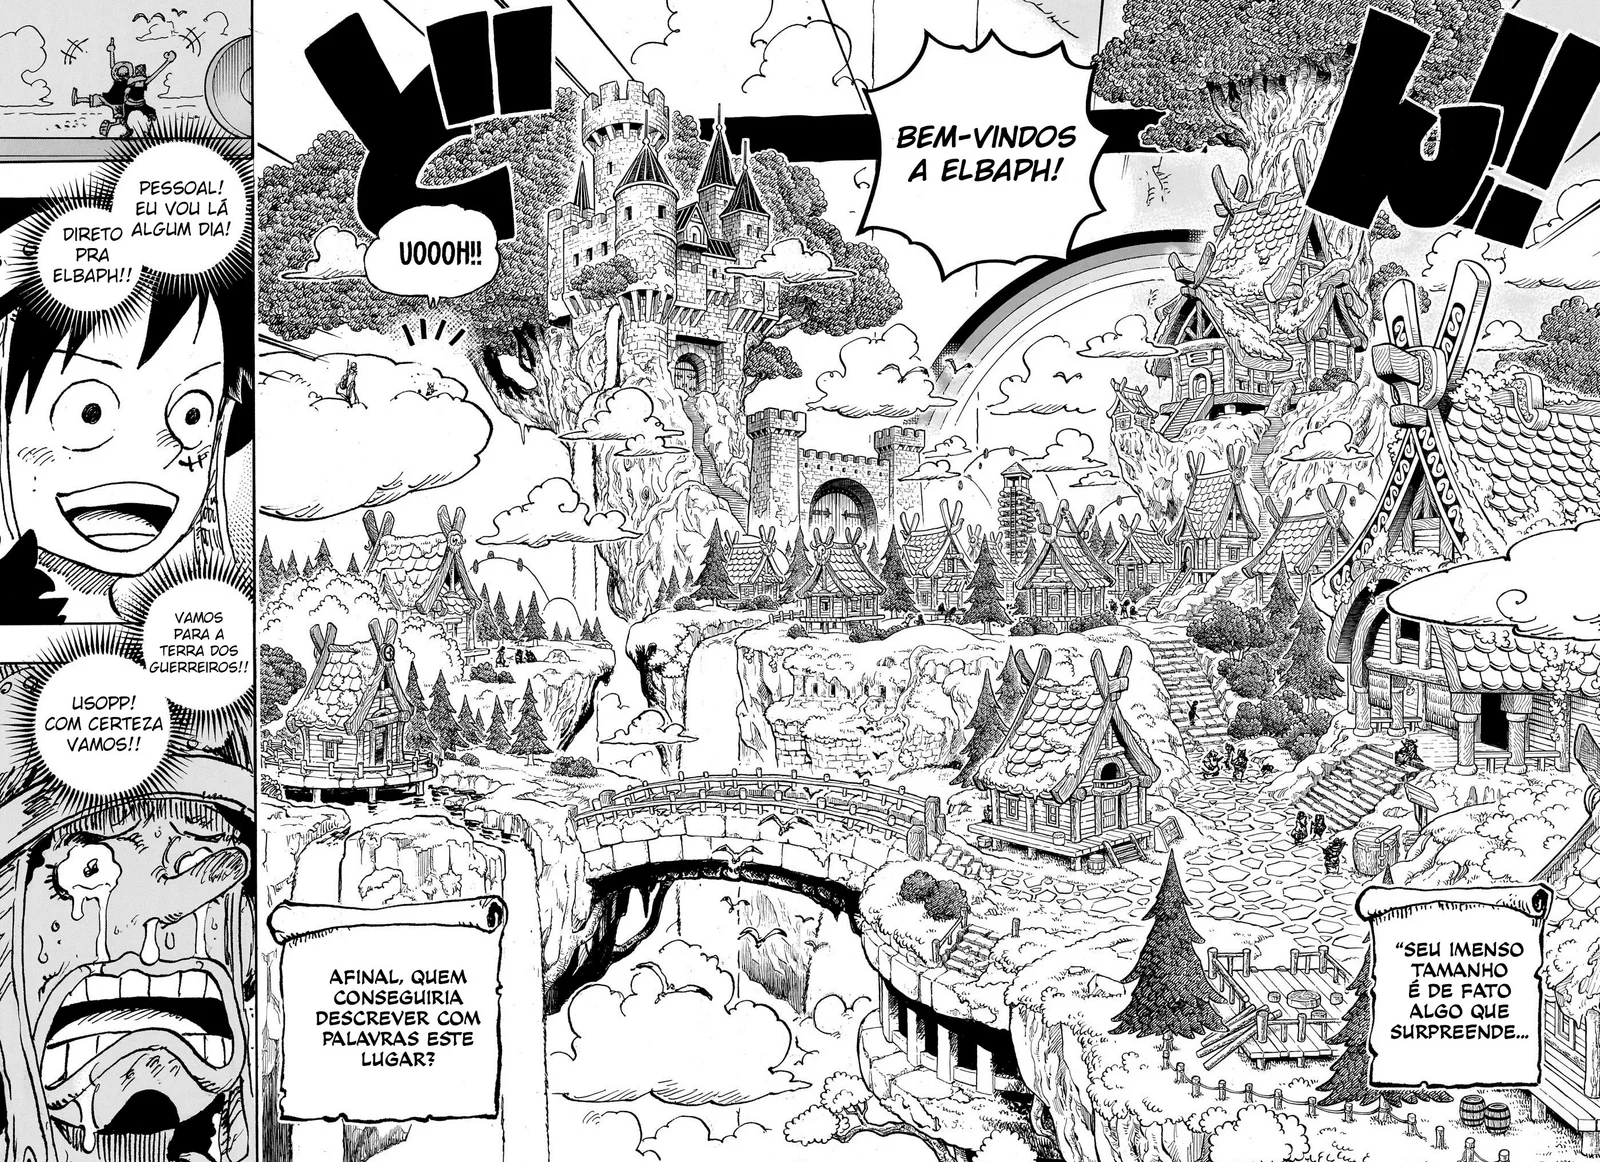 どん!!
BEM-VINDOS
A ELBAPH!
"SEU IMENSO
TAMANHO
É DE FATO
ALGO QUE
SURPREENDE...
UOOOH!!
AFINAL, QUEM
CONSEGUIRIA
DESCREVER COM
PALAVRAS ESTE
LUGAR?
PESSOAL!
EU VOU LÁ
ALGUM DIA!
DIRETO
PRA
ELBAPH!!
VAMOS
PARA A
TERRA DOS
GUERREIROS!!
USOPP!
COM CERTEZA
VAMOS!!